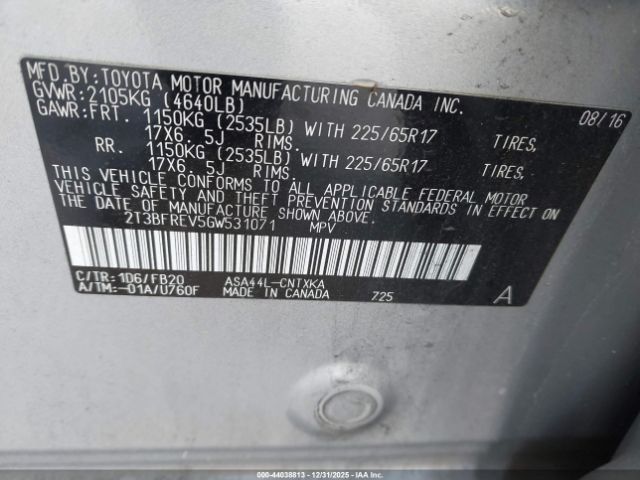 MFD.BY:TOYOTA MOTOR MANUFACTURING CANADA INC.
GVWR:2105KG (4640LB) 08/16
GAWR:FRT. 1150KG (2535LB) WITH 225/65R17 TIRES,
17X6. 5J RIMS.
RR. 1150KG (2535LB) WITH 225/65R17 TIRES,
17X6. 5J RIMS.
THIS VEHICLE CONFORMS TO ALL APPLICABLE FEDERAL MOTOR
VEHICLE SAFETY AND THEFT PREVENTION STANDARDS IN EFFECT ON
THE DATE OF MANUFACTURE SHOWN ABOVE.
2T3BFREV5GW531071 MPV
C/TR:1D6/FB20 ASA44L-CNTXKA
A/TM:-01A/U760F MADE IN CANADA 725 A
000-44038813 - 12/31/2025 - IAAI.COM